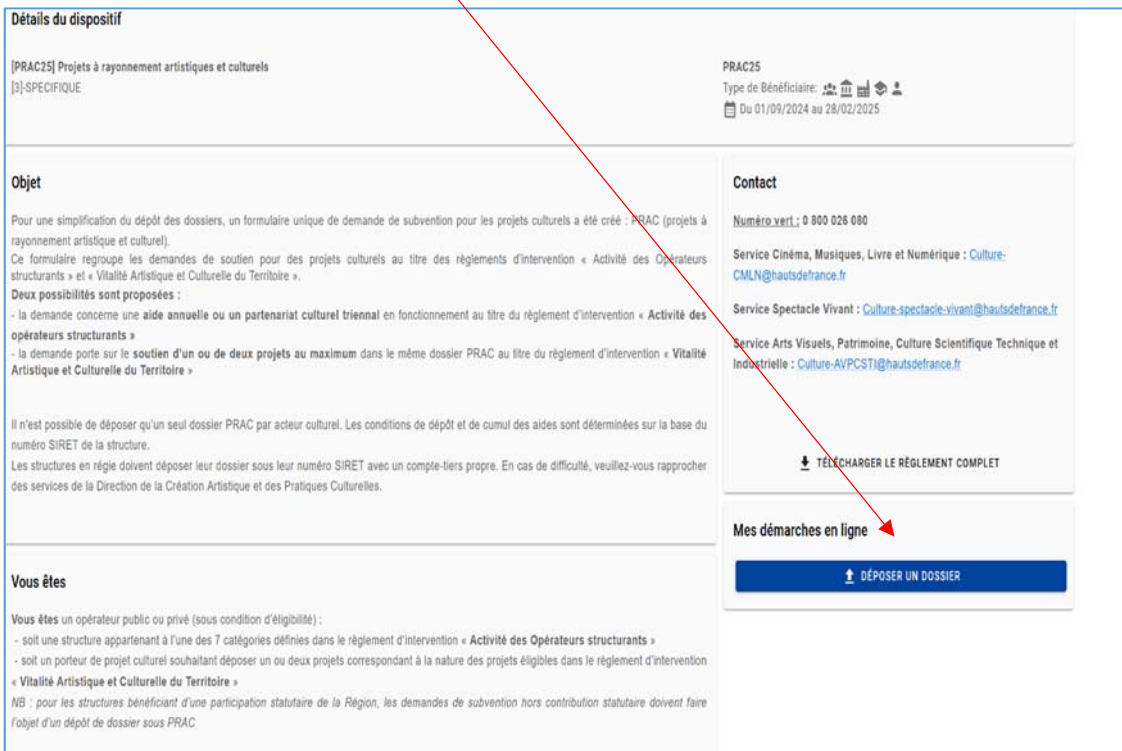 Détails du dispositif
[PRAC25] Projets à rayonnement artistiques et culturels
[3]-SPECIFIQUE
PRAC25
Type de Bénéficiaire:
Du 01/09/2024 au 28/02/2025
Objet
Pour une simplification du dépôt des dossiers, un formulaire unique de demande de subvention pour les projets culturels a été créé : PRAC (projets à
rayonnement artistique et culturel).
Ce formulaire regroupe les demandes de soutien pour des projets culturels au titre des règlements d'intervention « Activité des Opérateurs
structurants » et « Vitalité Artistique et Culturelle du Territoire ».
Deux possibilités sont proposées :
- la demande concerne une aide annuelle ou un partenariat culturel triennal en fonctionnement au titre du règlement d'intervention « Activité des
opérateurs structurants »
- la demande porte sur le soutien d'un ou de deux projets au maximum dans le même dossier PRAC au titre du règlement d'intervention « Vitalité
Artistique et Culturelle du Territoire »
Il n'est possible de déposer qu'un seul dossier PRAC par acteur culturel. Les conditions de dépôt et de cumul des aides sont déterminées sur la base du
numéro SIRET de la structure.
Les structures en régie doivent déposer leur dossier sous leur numéro SIRET avec un compte-tiers propre. En cas de difficulté, veuillez-vous rapprocher
des services de la Direction de la Création Artistique et des Pratiques Culturelles.
Contact
Numéro vert : 0 800 026 080
Service Cinéma, Musiques, Livre et Numérique : Culture-
CMLN@hautsdefrance.fr
Service Spectacle Vivant : Culture-spectacle-vivant@hautsdefrance.fr
Service Arts Visuels, Patrimoine, Culture Scientifique Technique et
Industrielle : Culture-AVPCSTI@hautsdefrance.fr
TÉLÉCHARGER LE RÈGLEMENT COMPLET
Mes démarches en ligne
DÉPOSER UN DOSSIER
Vous êtes
Vous êtes un opérateur public ou privé (sous condition d'éligibilité) :
- soit une structure appartenant à l'une des 7 catégories définies dans le règlement d'intervention « Activité des Opérateurs structurants »
- soit un porteur de projet culturel souhaitant déposer un ou deux projets correspondant à la nature des projets éligibles dans le règlement d'intervention
« Vitalité Artistique et Culturelle du Territoire »
NB : pour les structures bénéficiant d'une participation statutaire de la Région, les demandes de subvention hors contribution statutaire doivent faire
l'objet d'un dépôt de dossier sous PRAC